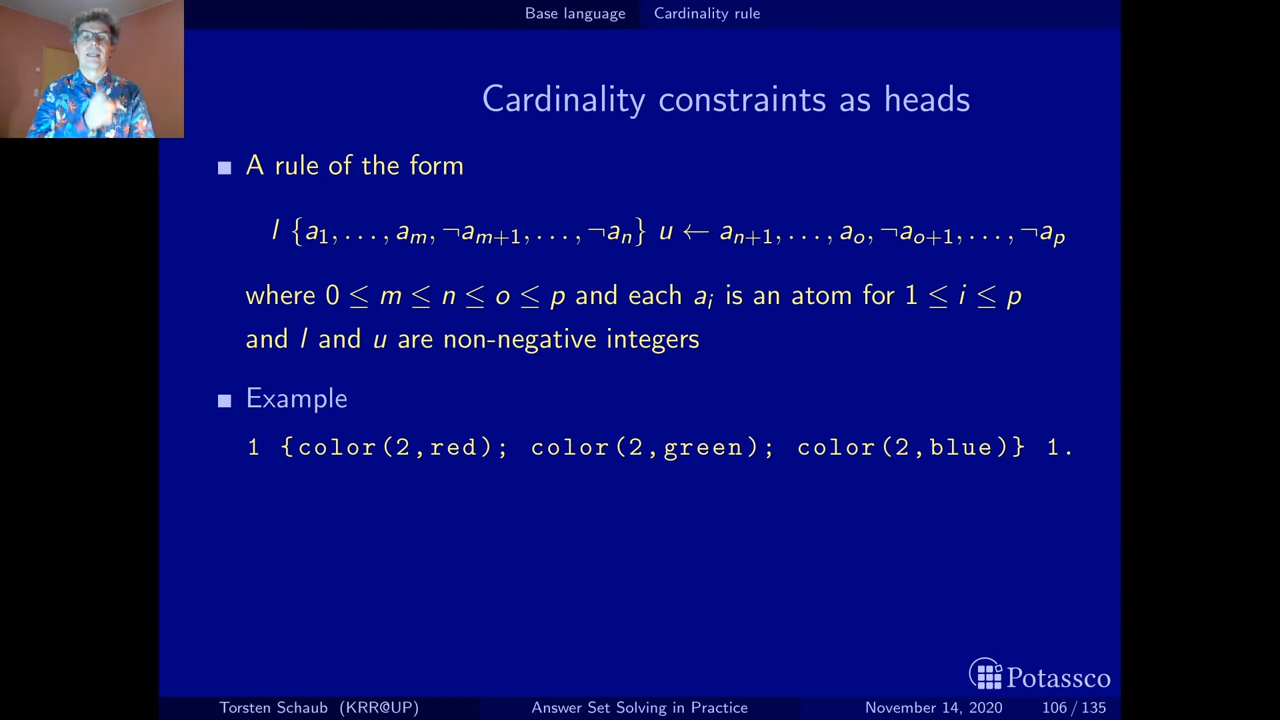 Base language Cardinality rule
Cardinality constraints as heads
A rule of the form
l {a₁, . . . , aₘ, ¬aₘ₊₁, . . . , ¬aₙ} u ← aₙ₊₁, . . . , aₒ, ¬aₒ₊₁, . . . , ¬aₚ
where 0 ≤ m ≤ n ≤ o ≤ p and each aᵢ is an atom for 1 ≤ i ≤ p
and l and u are non-negative integers
Example
1 {color(2,red); color(2,green); color(2,blue)} 1.
Potassco
Torsten Schaub (KRR@UP) Answer Set Solving in Practice November 14, 2020 106 / 135